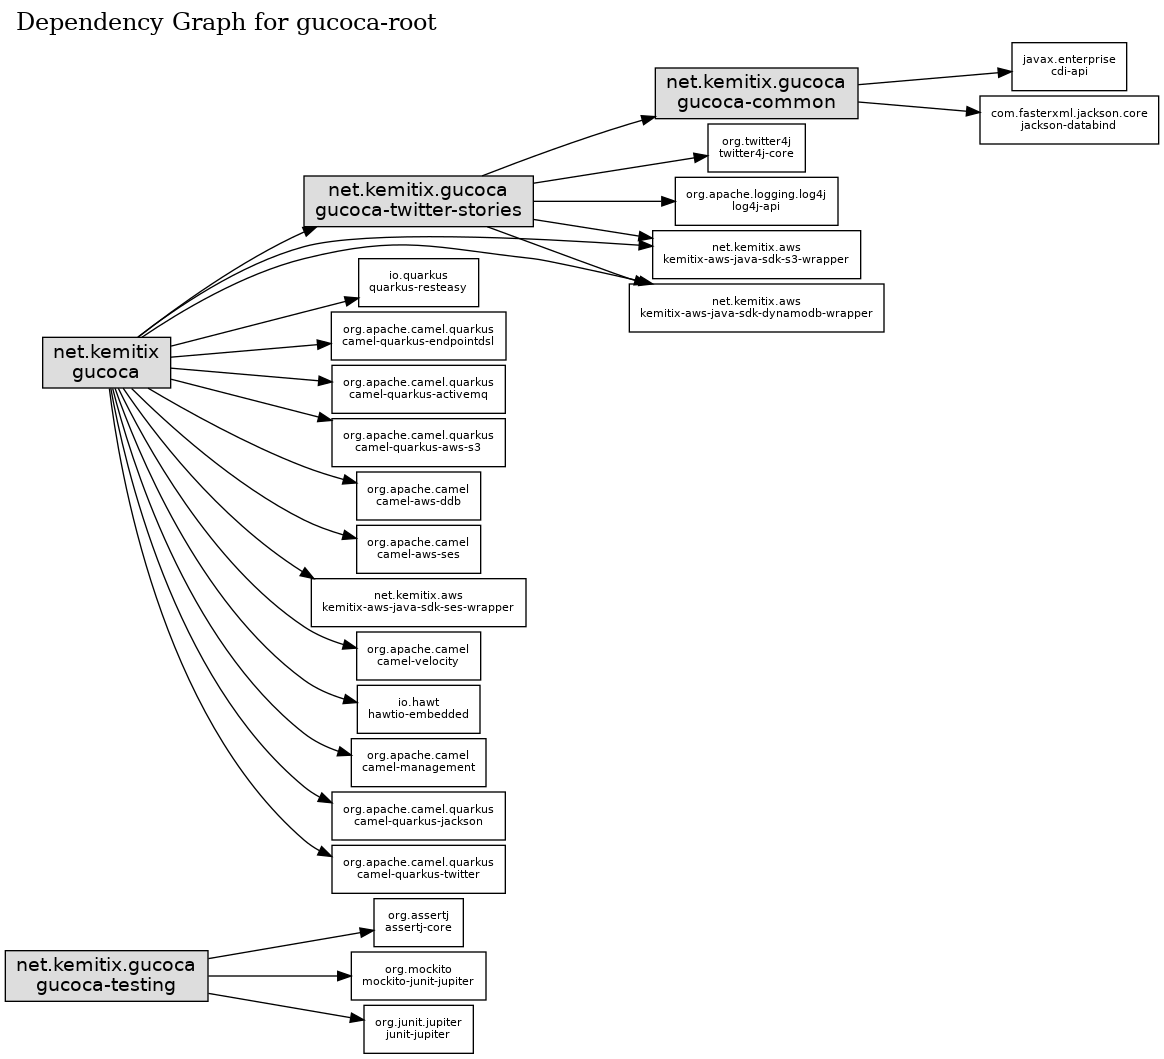 Dependency Graph for gucoca-root
javax.enterprise
cdi-api
net.kemitix.gucoca
gucoca-common
com.fasterxml.jackson.core
jackson-databind
org.twitter4j
twitter4j-core
net.kemitix.gucoca
gucoca-twitter-stories
org.apache.logging.log4j
log4j-api
net.kemitix.aws
kemitix-aws-java-sdk-s3-wrapper
io.quarkus
quarkus-resteasy
net.kemitix.aws
kemitix-aws-java-sdk-dynamodb-wrapper
org.apache.camel.quarkus
camel-quarkus-endpointdsl
net.kemitix
gucoca
org.apache.camel.quarkus
camel-quarkus-activemq
org.apache.camel.quarkus
camel-quarkus-aws-s3
org.apache.camel
camel-aws-ddb
org.apache.camel
camel-aws-ses
net.kemitix.aws
kemitix-aws-java-sdk-ses-wrapper
org.apache.camel
camel-velocity
io.hawt
hawtio-embedded
org.apache.camel
camel-management
org.apache.camel.quarkus
camel-quarkus-jackson
org.apache.camel.quarkus
camel-quarkus-twitter
org.assertj
assertj-core
net.kemitix.gucoca
gucoca-testing
org.mockito
mockito-junit-jupiter
org.junit.jupiter
junit-jupiter